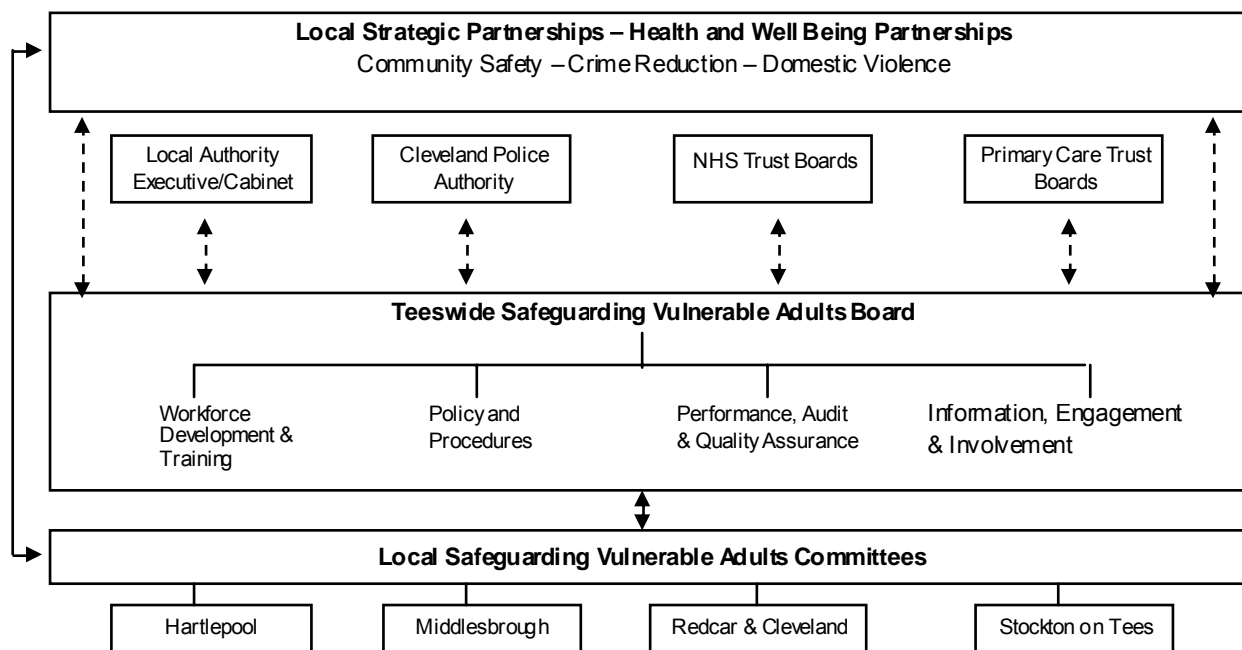 Local Strategic Partnerships – Health and Well Being Partnerships
Community Safety – Crime Reduction – Domestic Violence
Local Authority
Executive/Cabinet
Cleveland Police
Authority
NHS Trust Boards
Primary Care Trust
Boards
Teeswide Safeguarding Vulnerable Adults Board
Workforce
Development &
Training
Policy and
Procedures
Performance, Audit
& Quality Assurance
Information, Engagement
& Involvement
Local Safeguarding Vulnerable Adults Committees
Hartlepool
Middlesbrough
Redcar & Cleveland
Stockton on Tees